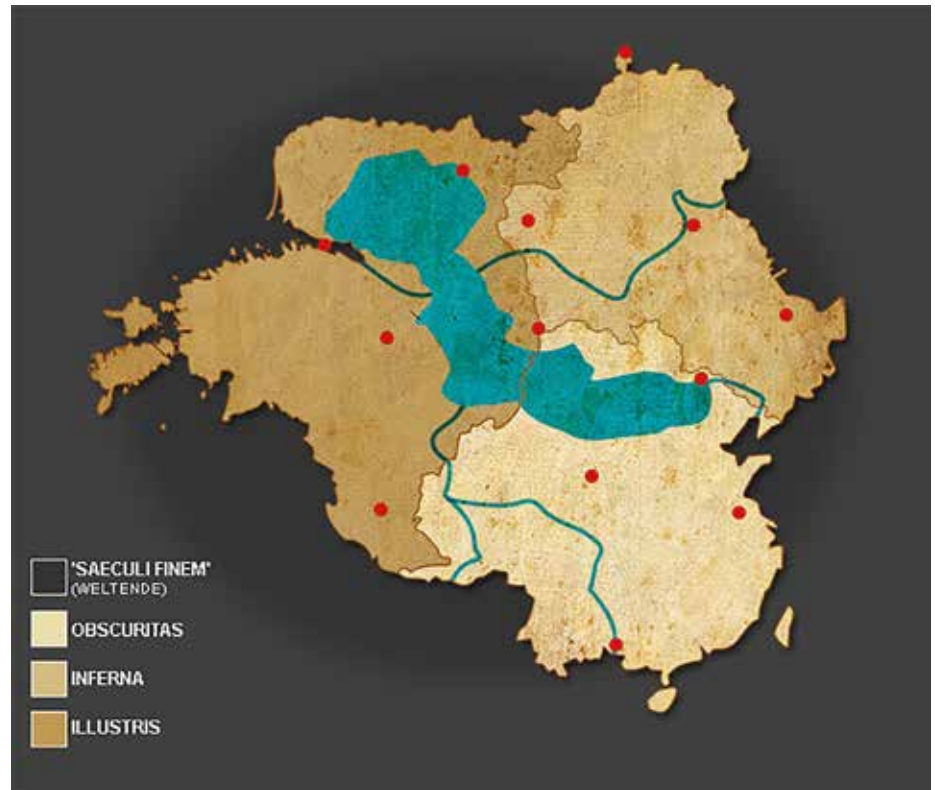 'SAECULI FINEM'
(WELTENDE)
OBSCURITAS
INFERNA
ILLUSTRIS